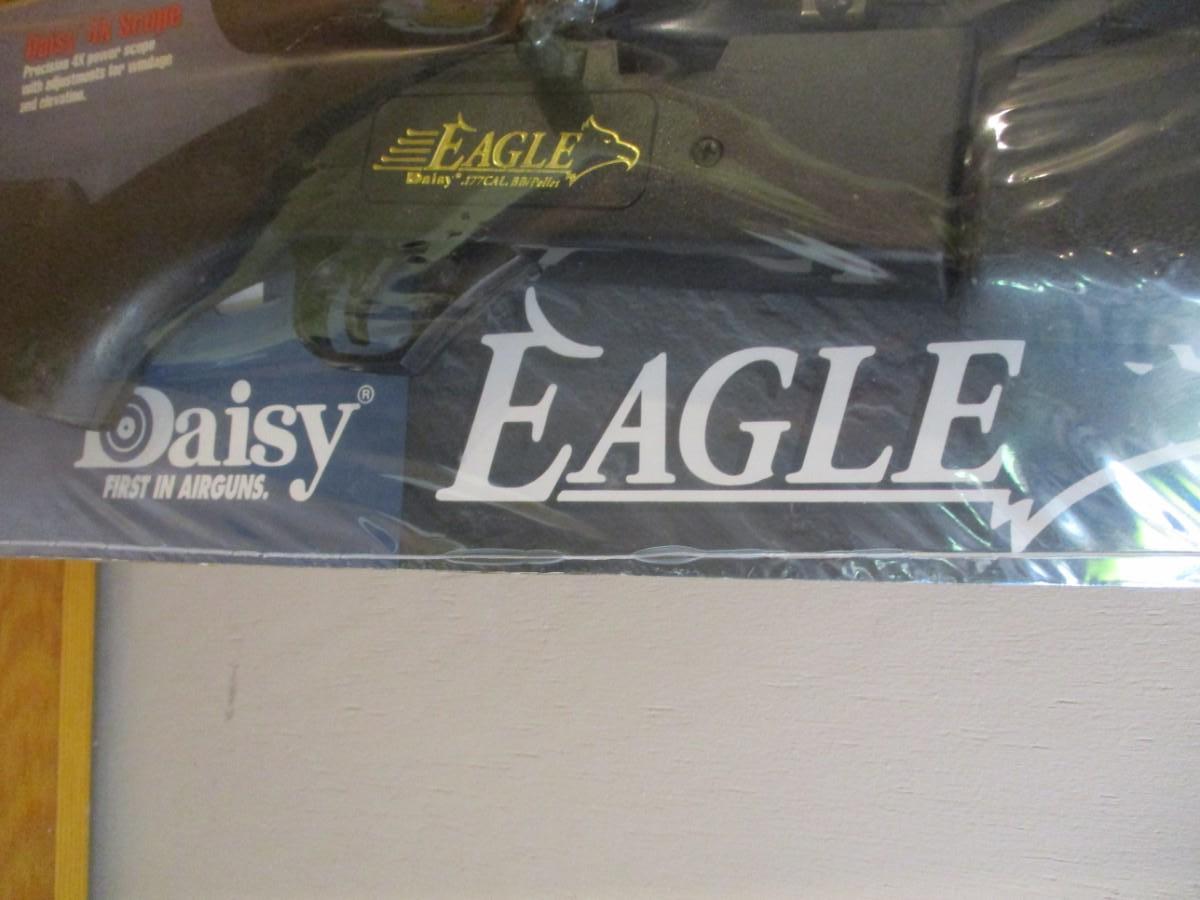 Daisy 4x Scope
Precision 4X power scope
with adjustments for windage
and elevation.
EAGLE
Daisy® .177CAL. BB/Pellet
Daisy®
FIRST IN AIRGUNS.
EAGLE